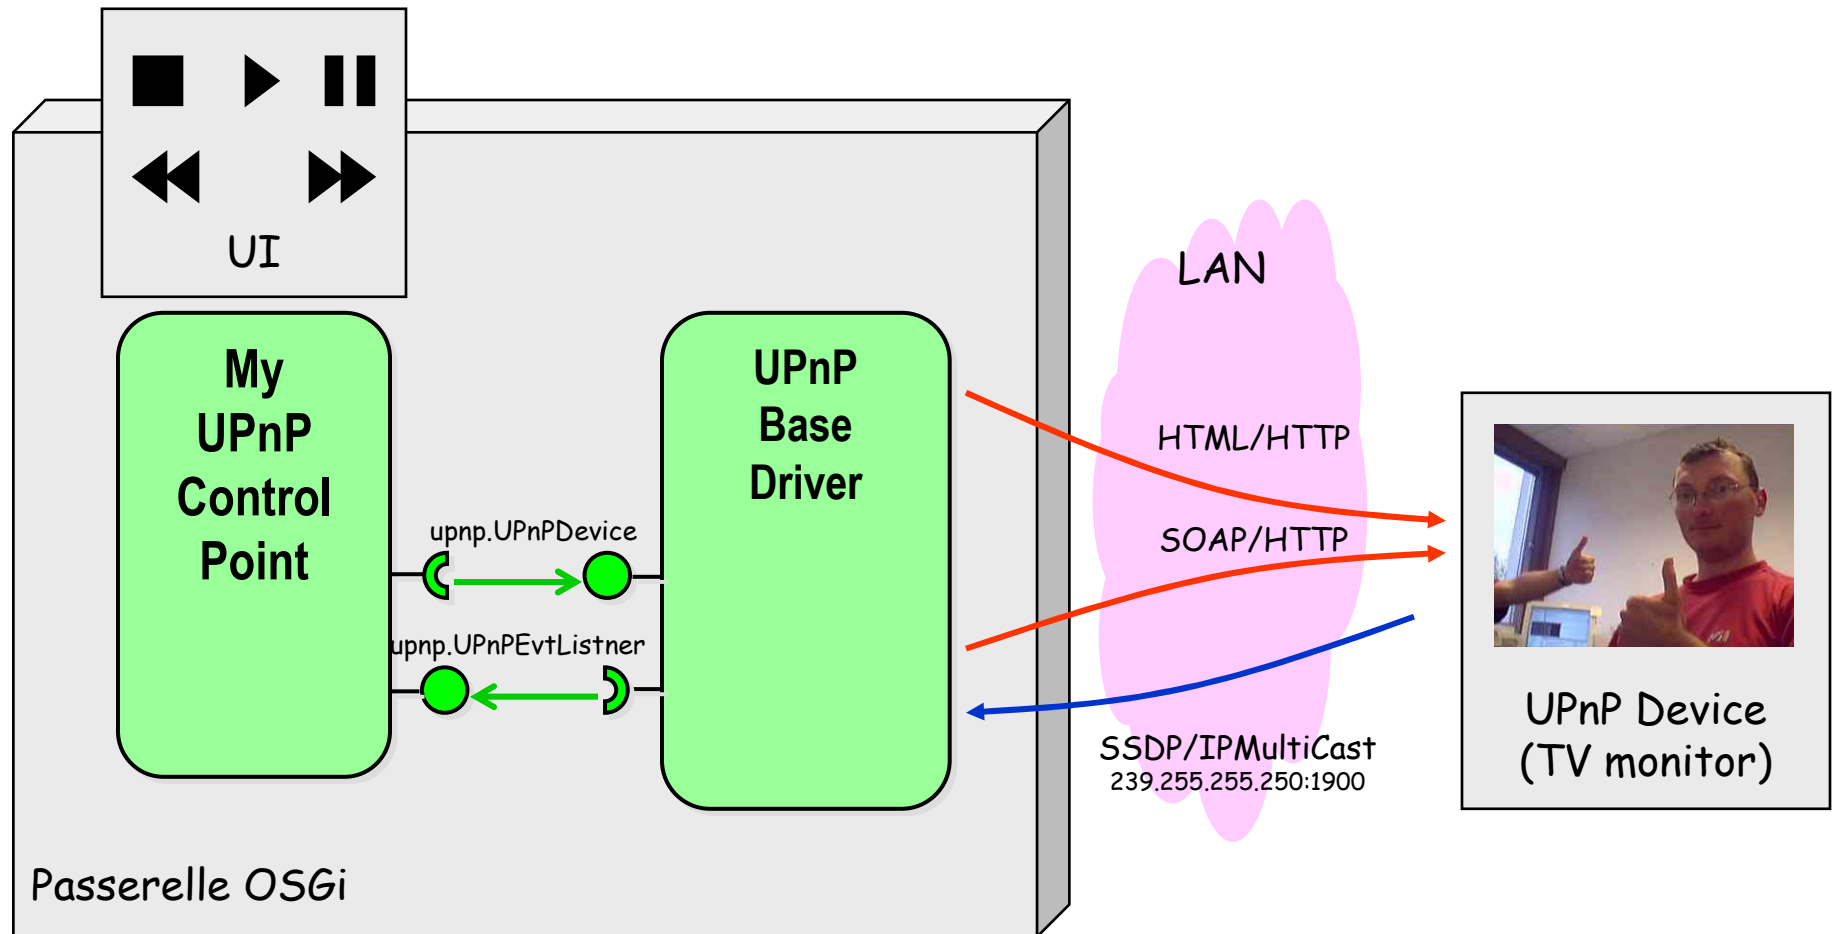 UI
My
UPnP
Control
Point
upnp.UPnPDevice
upnp.UPnPEvtListner
UPnP
Base
Driver
LAN
HTML/HTTP
SOAP/HTTP
SSDP/IPMultiCast
239.255.255.250:1900
UPnP Device
(TV monitor)
Passerelle OSGi